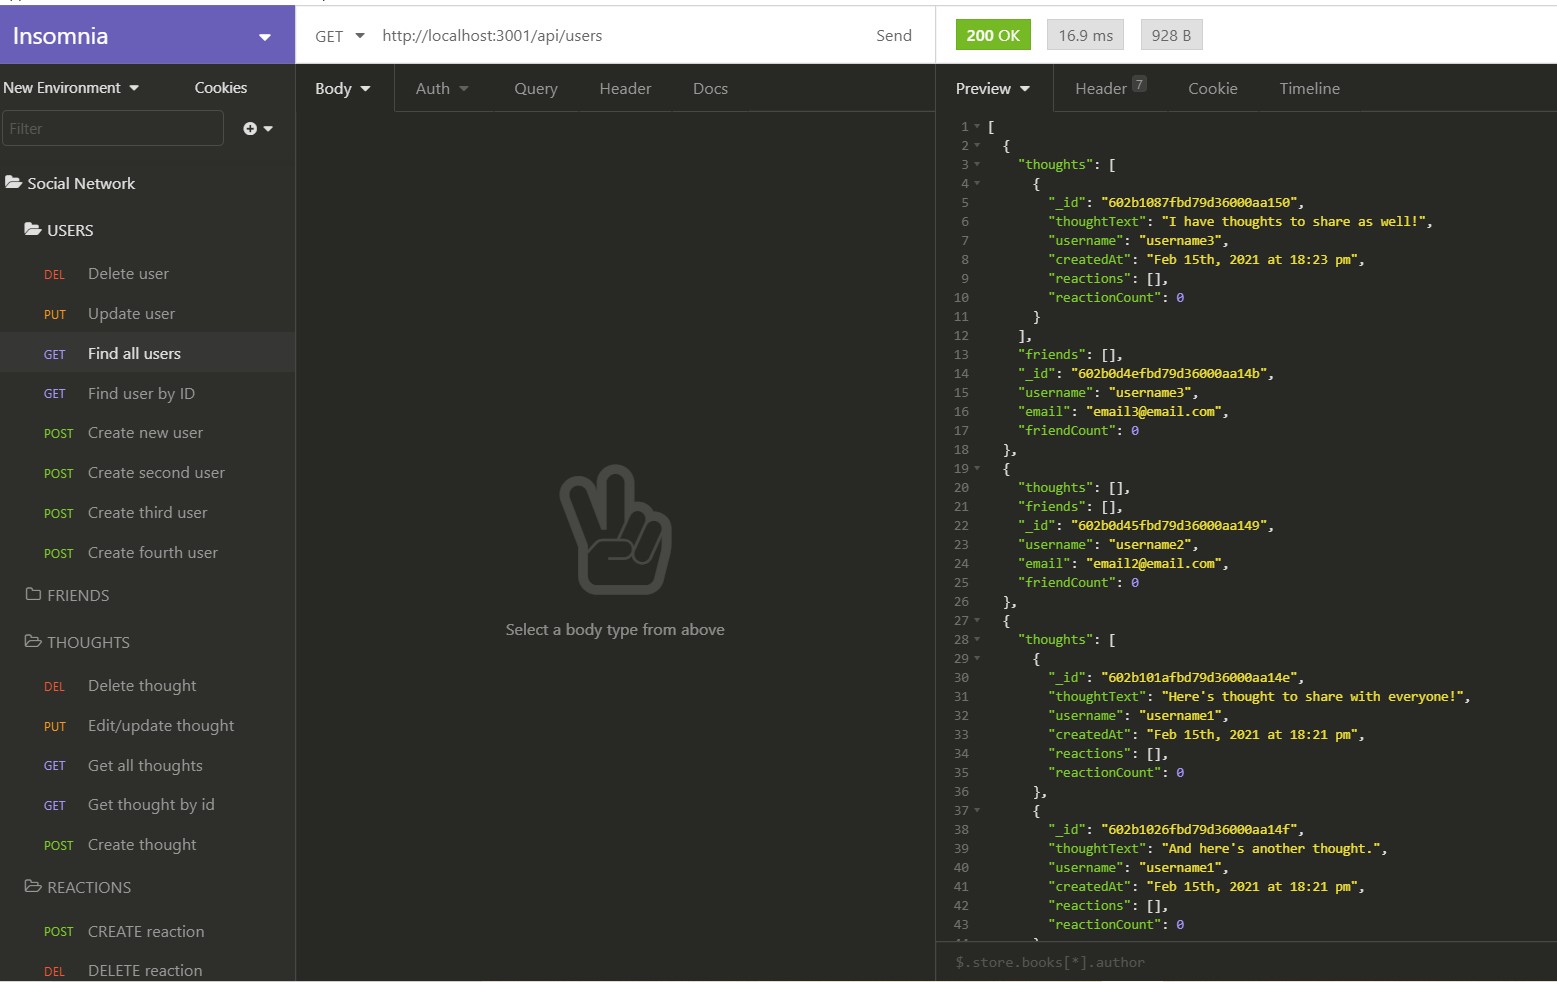 Insomnia
GET http://localhost:3001/api/users Send
200 OK 16.9 ms 928 B
New Environment Cookies
Filter
Social Network
USERS
DEL Delete user
PUT Update user
GET Find all users
GET Find user by ID
POST Create new user
POST Create second user
POST Create third user
POST Create fourth user
FRIENDS
THOUGHTS
DEL Delete thought
PUT Edit/update thought
GET Get all thoughts
GET Get thought by id
POST Create thought
REACTIONS
POST CREATE reaction
DEL DELETE reaction
Body Auth Query Header Docs
Select a body type from above
Preview Header 7 Cookie Timeline
1 [
2 {
3 "thoughts": [
4 {
5 "_id": "602b1087fbd79d36000aa150",
6 "thoughtText": "I have thoughts to share as well!",
7 "username": "username3",
8 "createdAt": "Feb 15th, 2021 at 18:23 pm",
9 "reactions": [],
10 "reactionCount": 0
11 }
12 ],
13 "friends": [],
14 "_id": "602b0d4efbd79d36000aa14b",
15 "username": "username3",
16 "email": "email3@email.com",
17 "friendCount": 0
18 },
19 {
20 "thoughts": [],
21 "friends": [],
22 "_id": "602b0d45fbd79d36000aa149",
23 "username": "username2",
24 "email": "email2@email.com",
25 "friendCount": 0
26 },
27 {
28 "thoughts": [
29 {
30 "_id": "602b101afbd79d36000aa14e",
31 "thoughtText": "Here's thought to share with everyone!",
32 "username": "username1",
33 "createdAt": "Feb 15th, 2021 at 18:21 pm",
34 "reactions": [],
35 "reactionCount": 0
36 },
37 {
38 "_id": "602b1026fbd79d36000aa14f",
39 "thoughtText": "And here's another thought.",
40 "username": "username1",
41 "createdAt": "Feb 15th, 2021 at 18:21 pm",
42 "reactions": [],
43 "reactionCount": 0
$.store.books[*].author